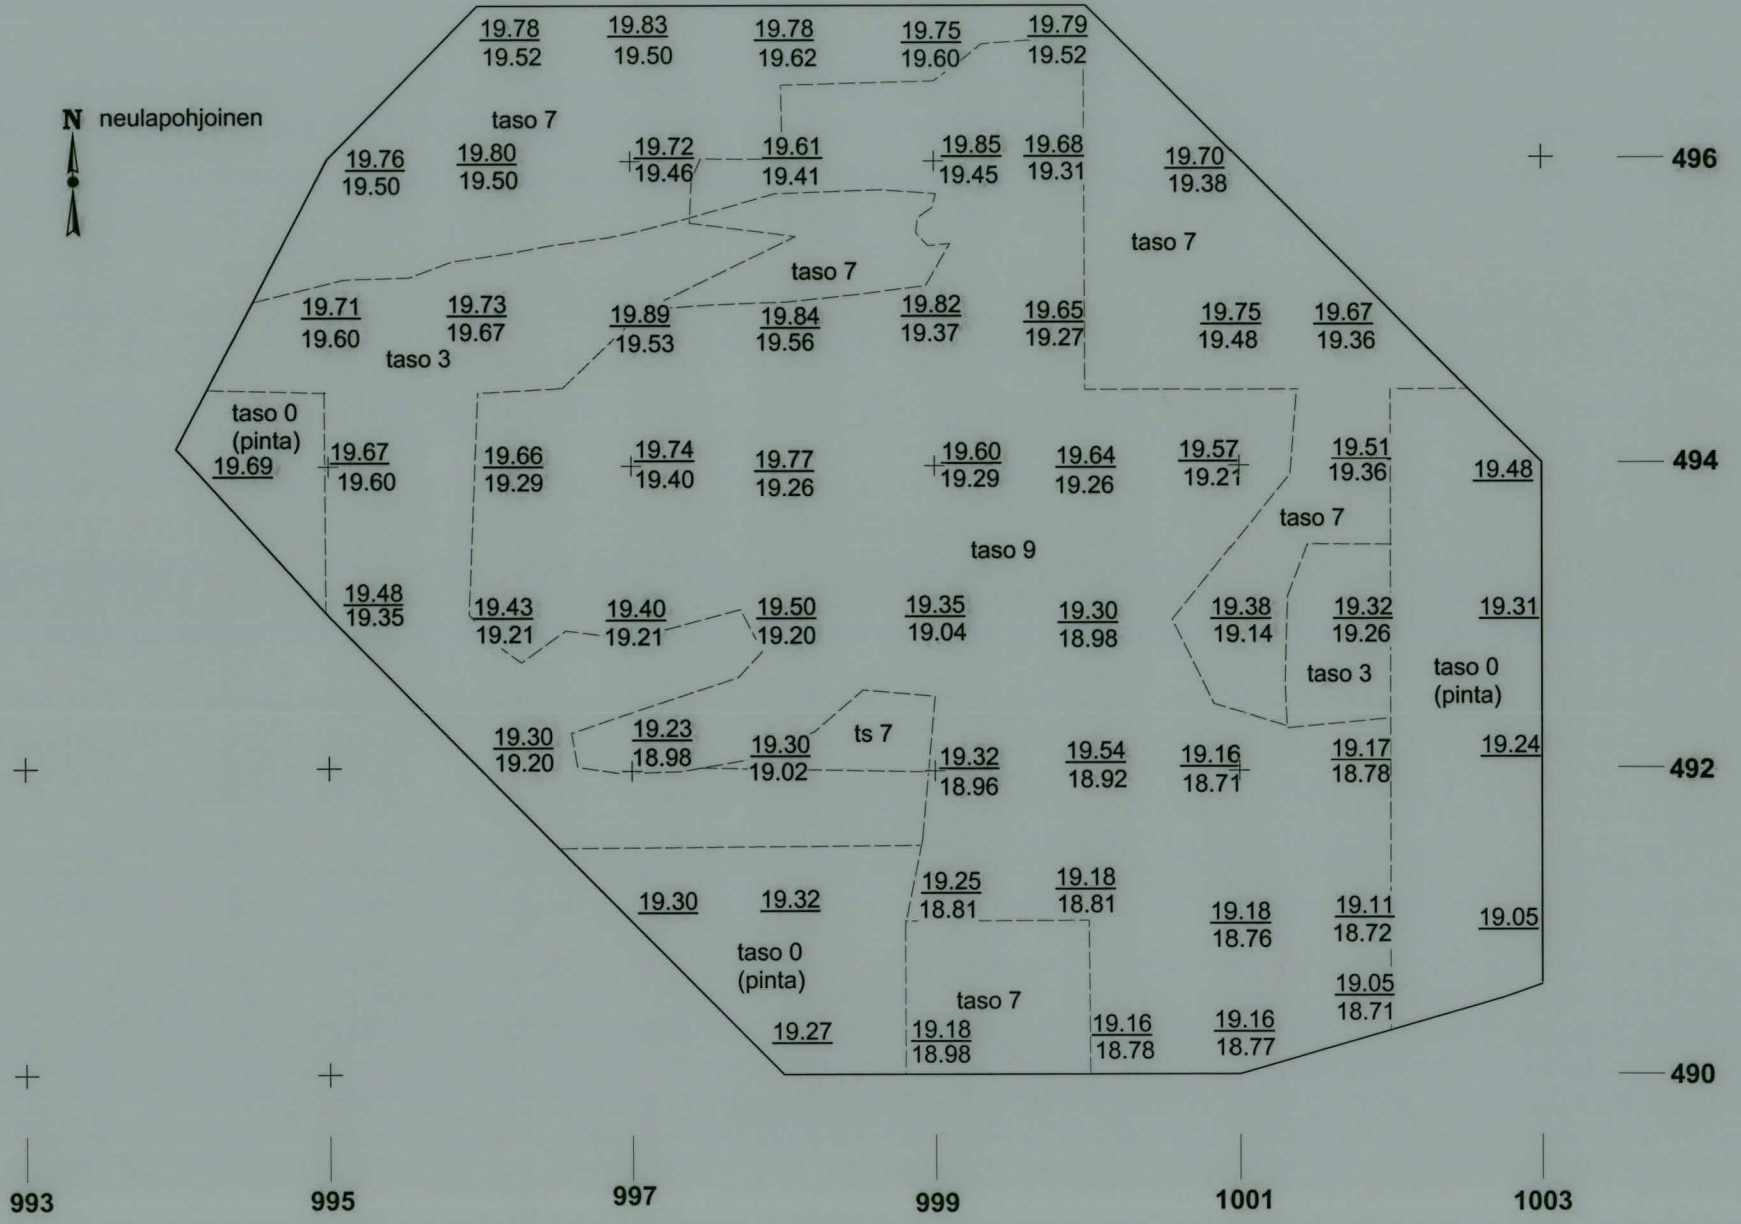 19.78 19.83 19.78 19.75 19.79
19.52 19.50 19.62 19.60 19.52
N neulapohjoinen
taso 7
19.76 19.80 19.72 19.61 19.85 19.68 19.70 496
19.50 19.50 19.46 19.41 19.45 19.31 19.38
taso 7
taso 7
19.71 19.73 19.89 19.84 19.82 19.65 19.75 19.67
19.60 19.67 19.53 19.56 19.37 19.27 19.48 19.36
taso 3
taso 0
(pinta)
19.69 19.67 19.66 19.74 19.77 19.60 19.64 19.57 19.51 19.48 494
19.60 19.29 19.40 19.26 19.29 19.26 19.21 19.36
taso 7
taso 9
19.48 19.43 19.40 19.50 19.35 19.30 19.38 19.32 19.31
19.35 19.21 19.21 19.20 19.04 18.98 19.14 19.26
taso 3
taso 0
(pinta)
ts 7
19.30 19.23 19.30 19.32 19.54 19.16 19.17 19.24 492
19.20 18.98 19.02 18.96 18.92 18.71 18.78
19.30 19.32 19.25 19.18 19.18 19.11 19.05
18.81 18.81 18.76 18.72
taso 0
(pinta)
taso 7
19.05
18.71
19.27 19.18 19.16 19.16
18.98 18.78 18.77
490
993 995 997 999 1001 1003